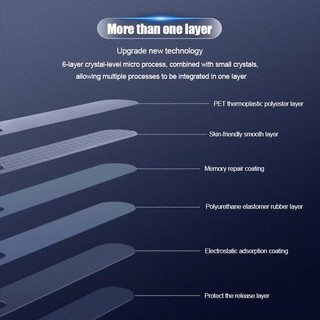 More than one layer
Upgrade new technology
6-layer crystal-level micro process, combined with small crystals,
allowing multiple processes to be integrated in one layer
PET thermoplastic polyester layer
Skin-friendly smooth layer
Memory repair coating
Polyurethane elastomer rubber layer
Electrostatic adsorption coating
Protect the release layer